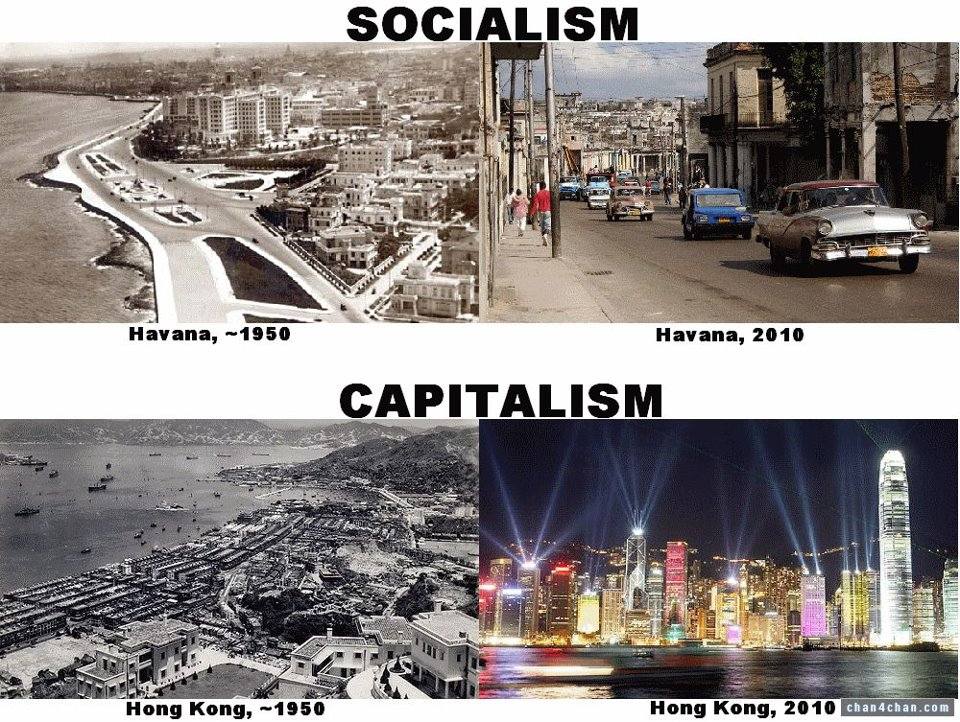 SOCIALISM
Havana, ~1950
Havana, 2010
CAPITALISM
Hong Kong, ~1950
Hong Kong, 2010
chan4chan.com